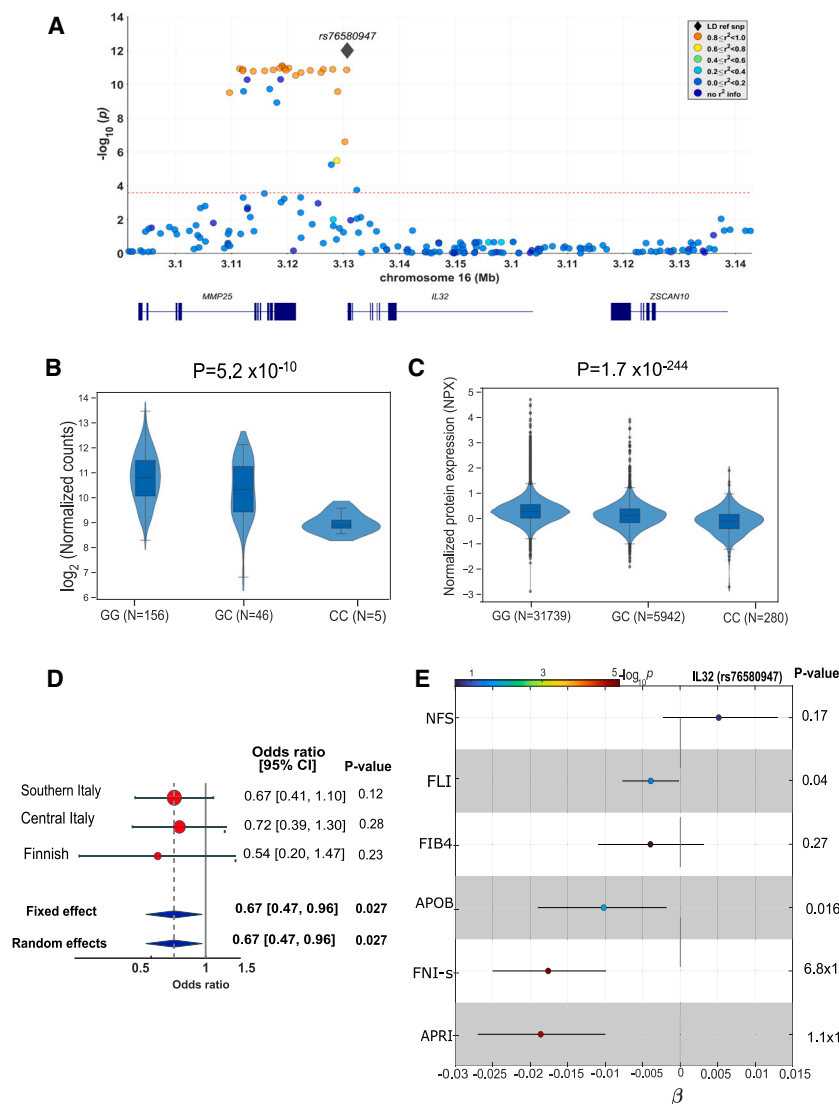 A
rs76580947
LD ref snp
0.8≤r²<1.0
0.6≤r²<0.8
0.4≤r²<0.6
0.2≤r²<0.4
0.0≤r²<0.2
no r² info
-log₁₀ (p)
14
12
10
8
6
4
2
0
3.1 3.11 3.12 3.13 3.14 3.15 3.1 3.11 3.12 3.13 3.14
chromosome 16 (Mb)
MMP25 IL32 ZSCAN10
B
P=5.2 x10⁻¹⁰
log₂ (Normalized counts)
14
13
12
11
10
9
8
7
6
GG (N=156) GC (N=46) CC (N=5)
C
P=1.7 x10⁻²⁴⁴
Normalized protein expression (NPX)
5
4
3
2
1
0
−1
−2
−3
GG (N=31739) GC (N=5942) CC (N=280)
D
Odds ratio
[95% CI] P-value
Southern Italy 0.67 [0.41, 1.10] 0.12
Central Italy 0.72 [0.39, 1.30] 0.28
Finnish 0.54 [0.20, 1.47] 0.23
Fixed effect 0.67 [0.47, 0.96] 0.027
Random effects 0.67 [0.47, 0.96] 0.027
0.5 1 1.5
Odds ratio
E
1 3 5 -log₁₀ p
IL32 (rs76580947) P-value
NFS 0.17
FLI 0.04
FIB4 0.27
APOB 0.016
FNI-s 6.8x1
APRI 1.1x1
-0.03 -0.025 -0.02 -0.015 -0.01 -0.005 0 0.005 0.01 0.015
β